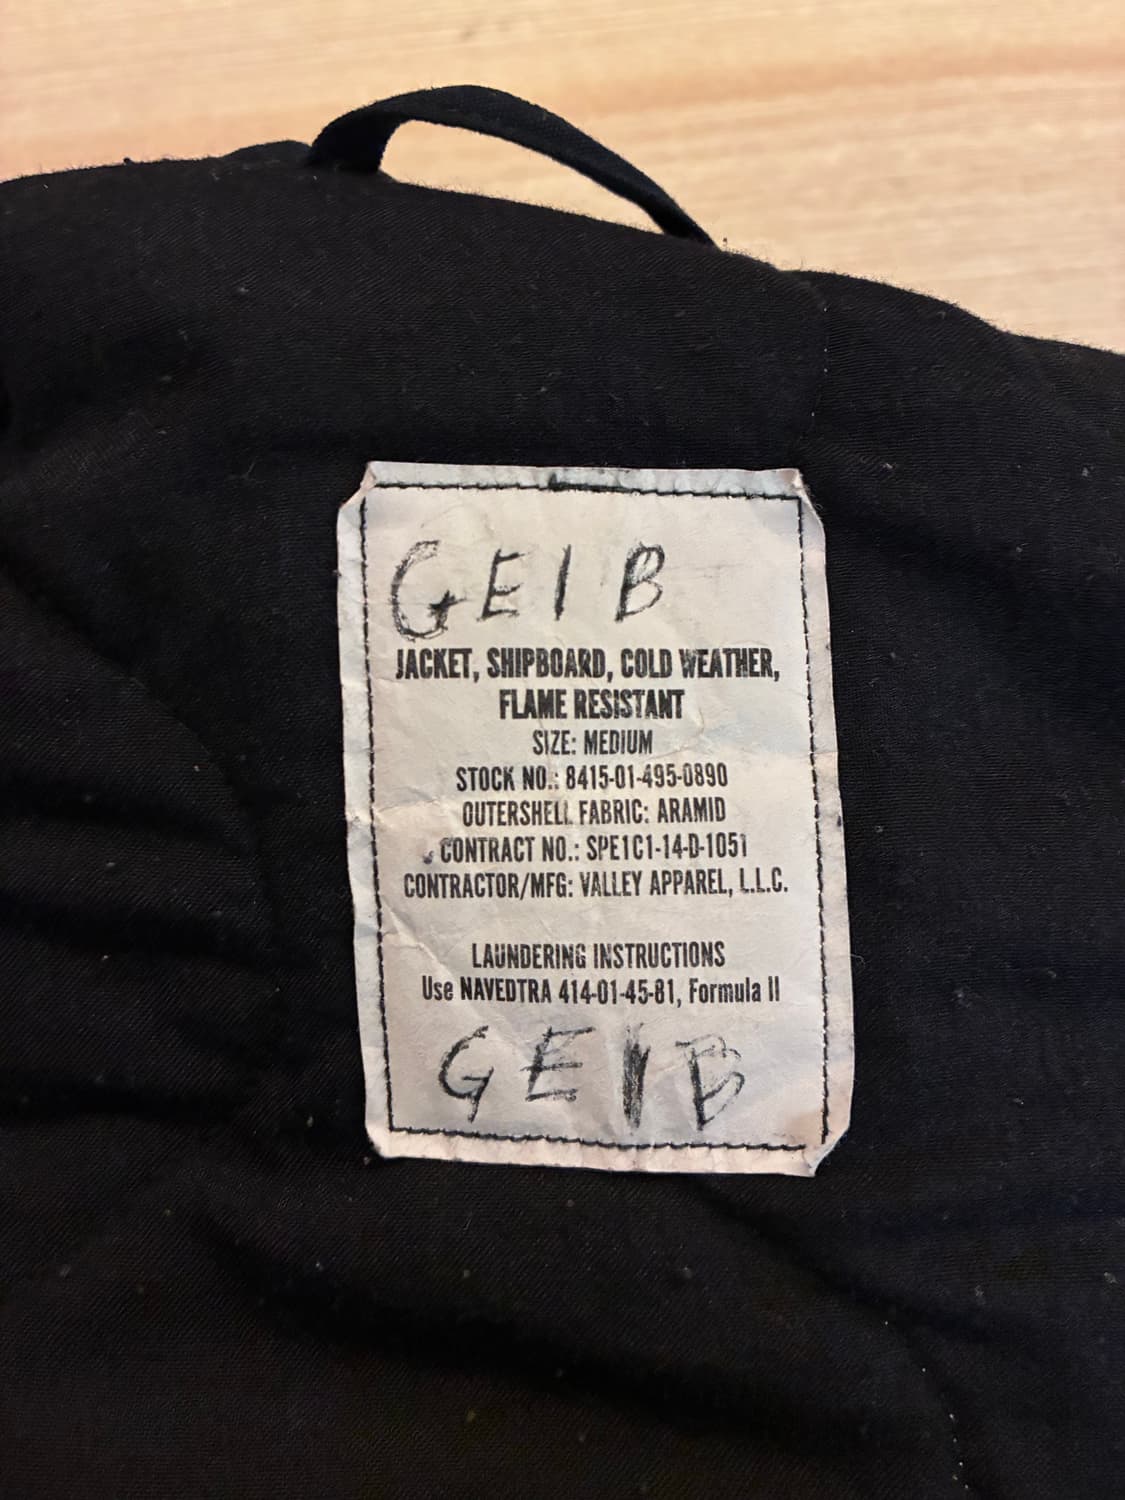 GEIB
JACKET, SHIPBOARD, COLD WEATHER,
FLAME RESISTANT
SIZE: MEDIUM
STOCK NO.: 8415-01-495-0890
OUTERSHELL FABRIC: ARAMID
CONTRACT NO.: SPE1C1-14-D-1051
CONTRACTOR/MFG: VALLEY APPAREL, L.L.C.
LAUNDERING INSTRUCTIONS
Use NAVEDTRA 414-01-45-81, Formula II
GEIB